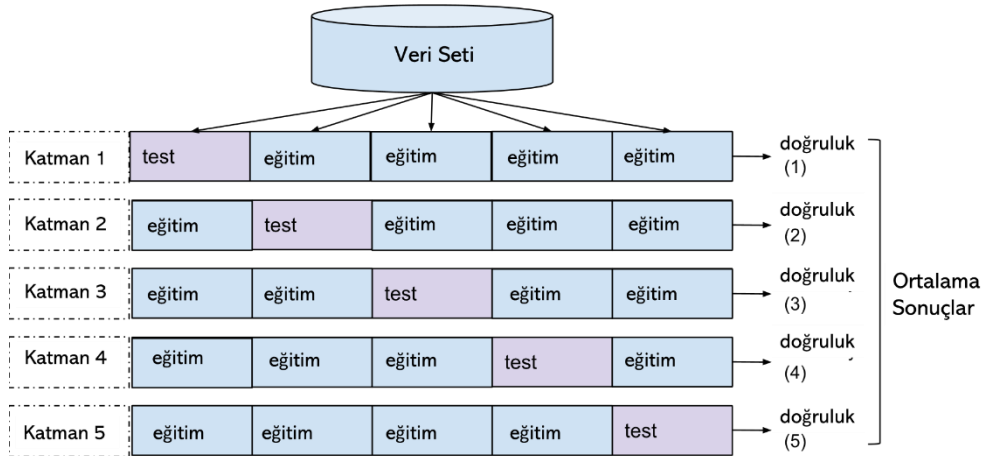 Veri Seti
Katman 1 test eğitim eğitim eğitim eğitim doğruluk
(1)
Katman 2 eğitim test eğitim eğitim eğitim doğruluk
(2)
Katman 3 eğitim eğitim test eğitim eğitim doğruluk
(3)
Katman 4 eğitim eğitim eğitim test eğitim doğruluk
(4)
Katman 5 eğitim eğitim eğitim eğitim test doğruluk
(5)
Ortalama
Sonuçlar